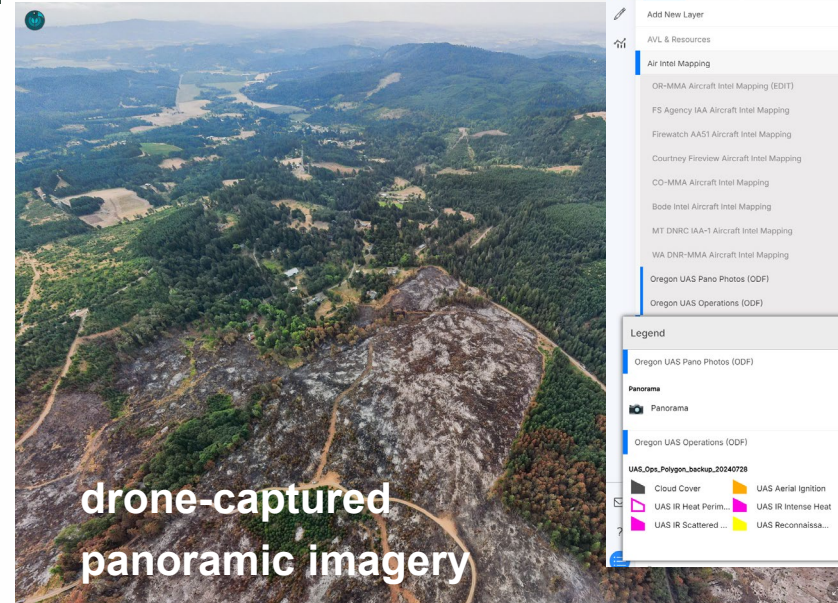 Add New Layer
AVL & Resources
Air Intel Mapping
OR-MMA Aircraft Intel Mapping (EDIT)
FS Agency IAA Aircraft Intel Mapping
Firewatch AA51 Aircraft Intel Mapping
Courtney Fireview Aircraft Intel Mapping
CO-MMA Aircraft Intel Mapping
Bode Intel Aircraft Intel Mapping
MT DNRC IAA-1 Aircraft Intel Mapping
WA DNR-MMA Aircraft Intel Mapping
Oregon UAS Pano Photos (ODF)
Oregon UAS Operations (ODF)
Legend
Oregon UAS Pano Photos (ODF)
Panorama
Panorama
Oregon UAS Operations (ODF)
UAS_Ops_Polygon_backup_20240728
Cloud Cover UAS Aerial Ignition
UAS IR Heat Perim... UAS IR Intense Heat
UAS IR Scattered ... UAS Reconnaissa...
?
drone-captured
panoramic imagery